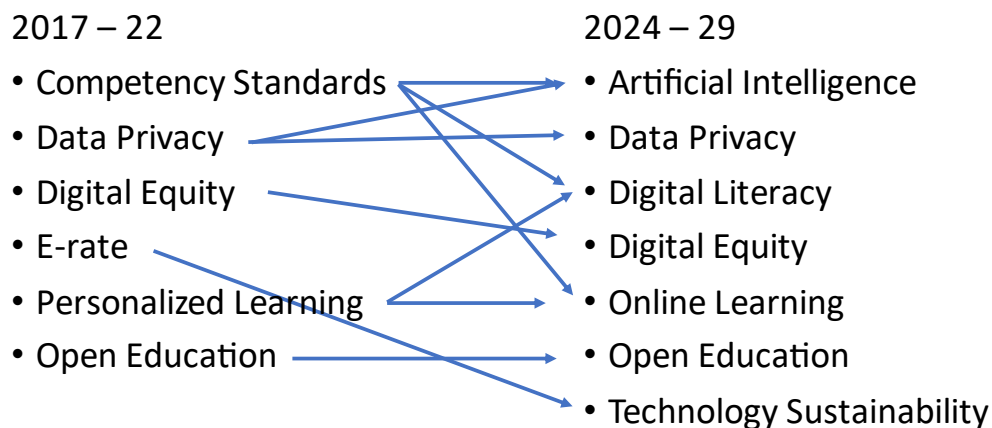 2017 – 22
• Competency Standards
• Data Privacy
• Digital Equity
• E-rate
• Personalized Learning
• Open Education
2024 – 29
• Artificial Intelligence
• Data Privacy
• Digital Literacy
• Digital Equity
• Online Learning
• Open Education
• Technology Sustainability